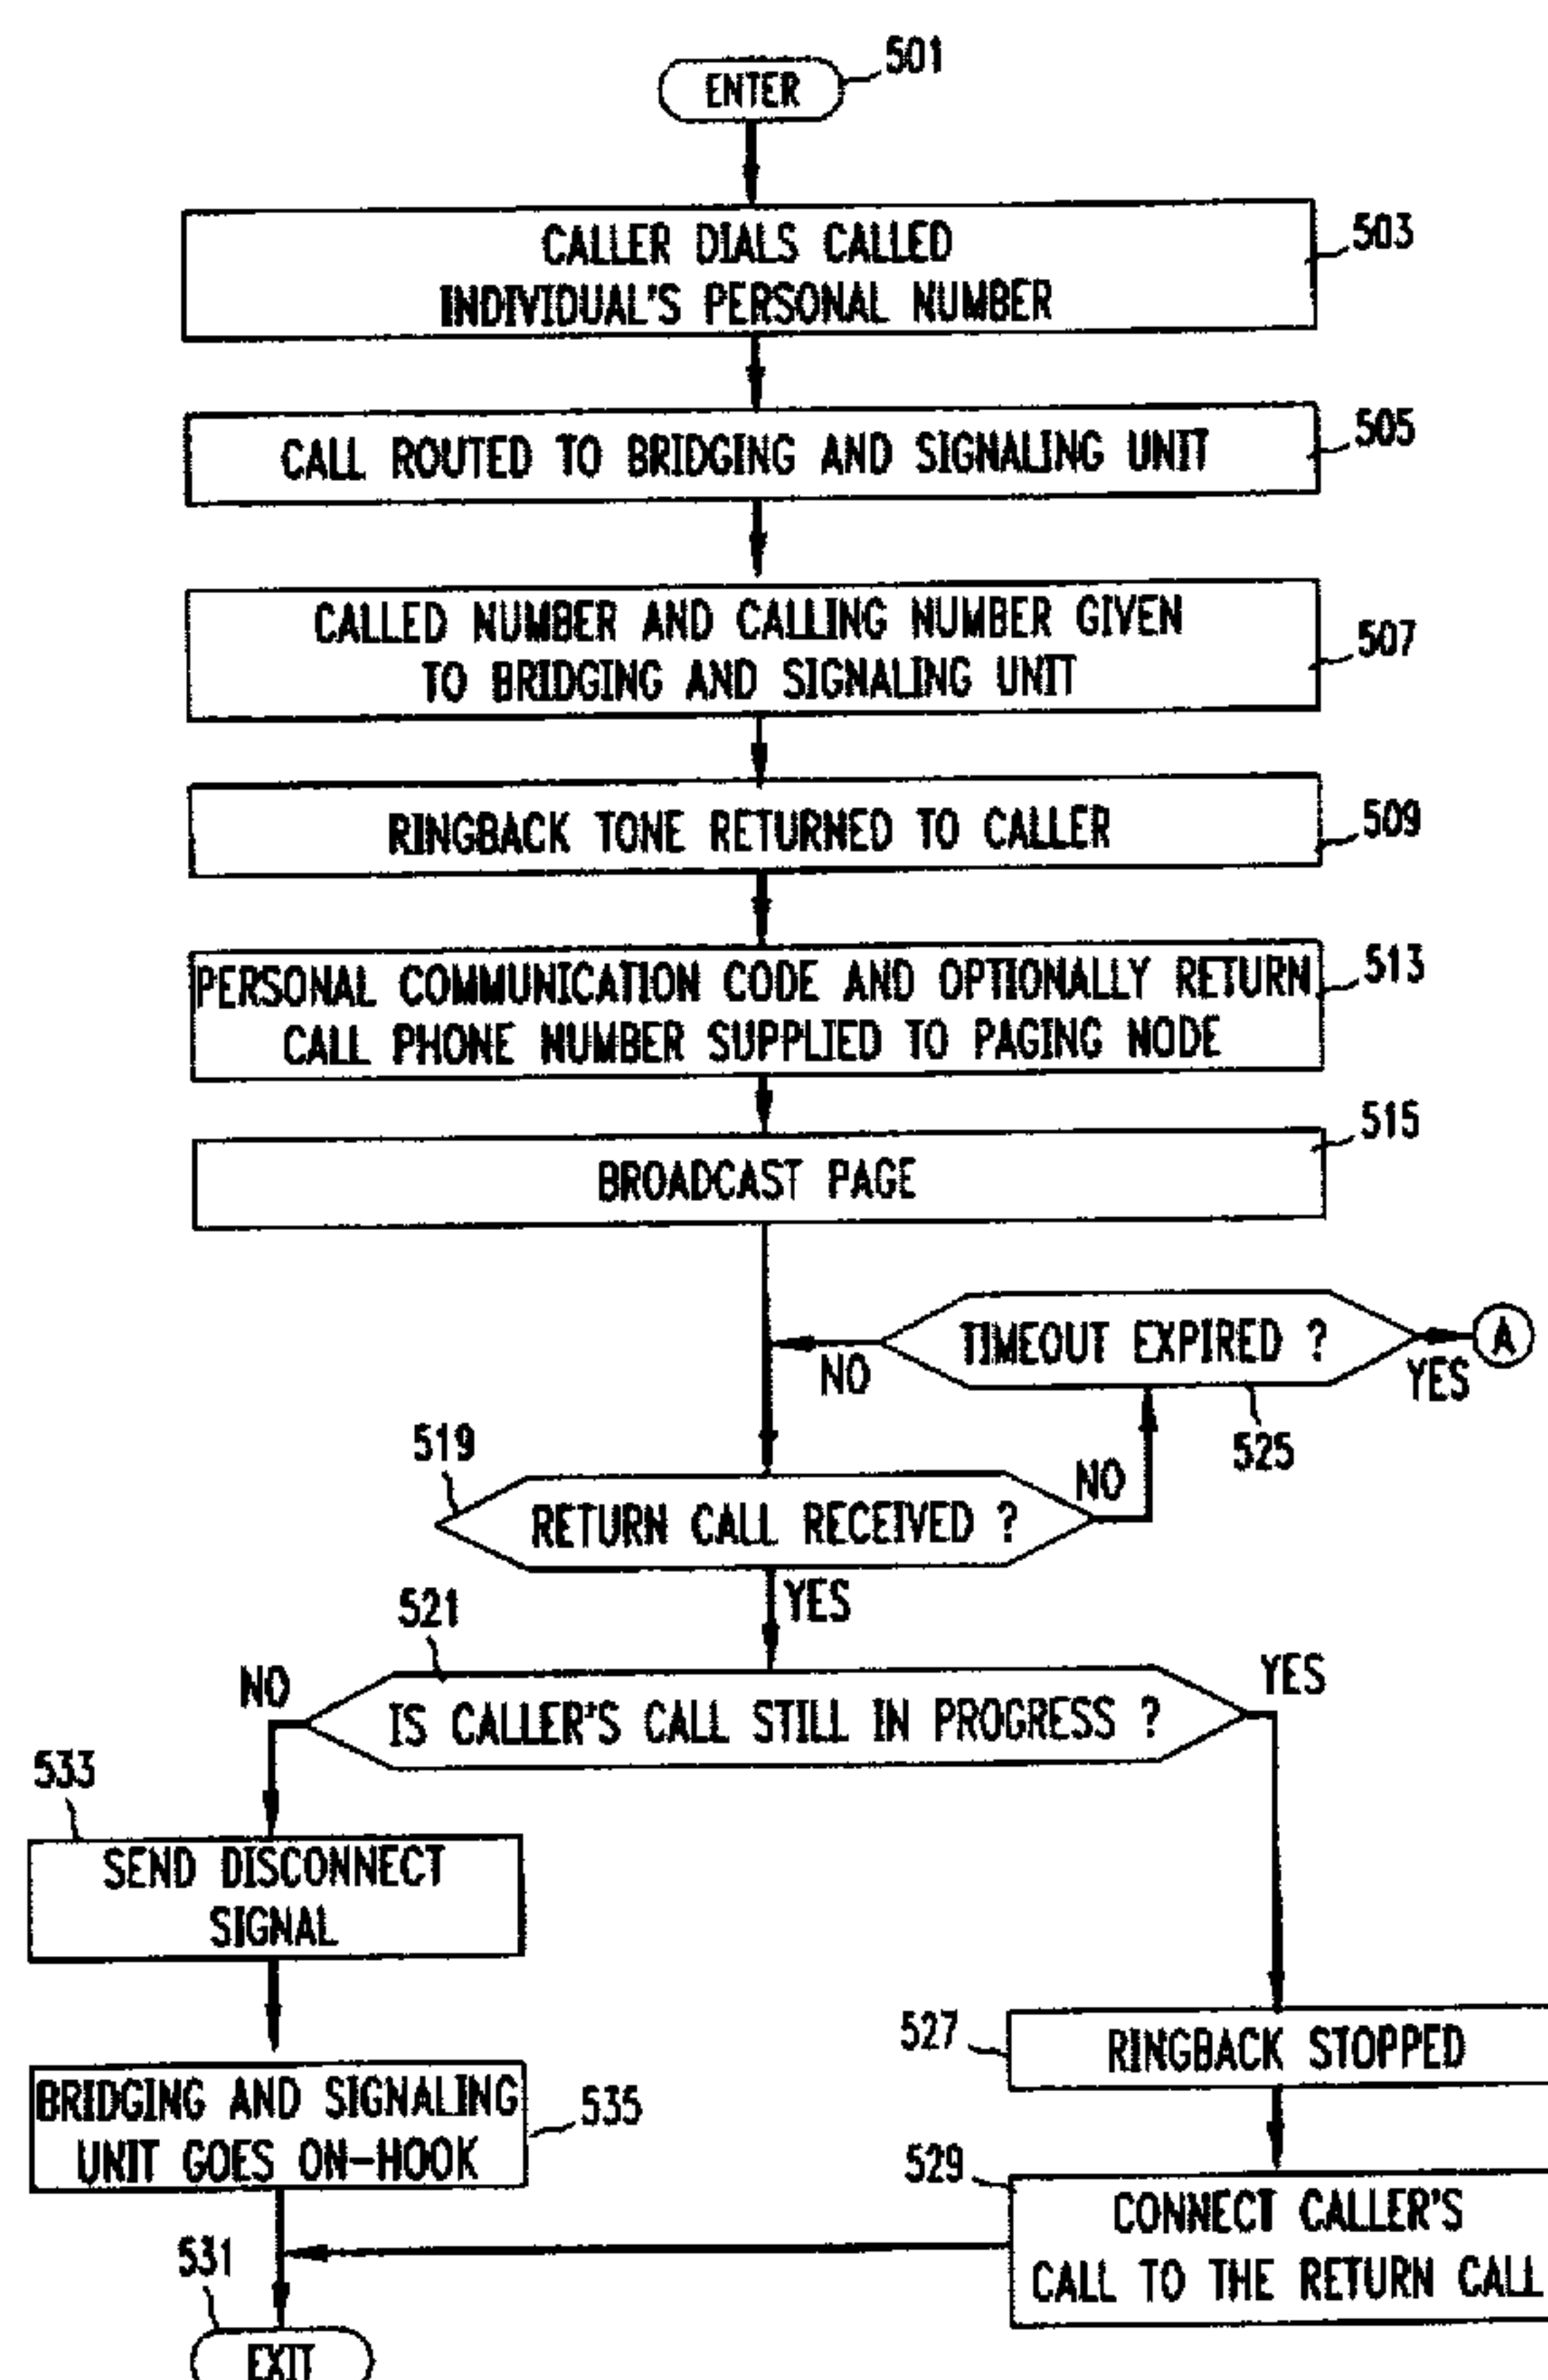 501
ENTER
503
CALLER DIALS CALLED
INDIVIDUAL'S PERSONAL NUMBER
505
CALL ROUTED TO BRIDGING AND SIGNALING UNIT
507
CALLED NUMBER AND CALLING NUMBER GIVEN
TO BRIDGING AND SIGNALING UNIT
509
RINGBACK TONE RETURNED TO CALLER
513
PERSONAL COMMUNICATION CODE AND OPTIONALLY RETURN
CALL PHONE NUMBER SUPPLIED TO PAGING NODE
515
BROADCAST PAGE
TIMEOUT EXPIRED ?
A
NO
YES
525
519
NO
RETURN CALL RECEIVED ?
YES
521
NO
YES
IS CALLER'S CALL STILL IN PROGRESS ?
533
SEND DISCONNECT
SIGNAL
527
RINGBACK STOPPED
BRIDGING AND SIGNALING
UNIT GOES ON-HOOK
535
529
CONNECT CALLER'S
CALL TO THE RETURN CALL
531
EXIT